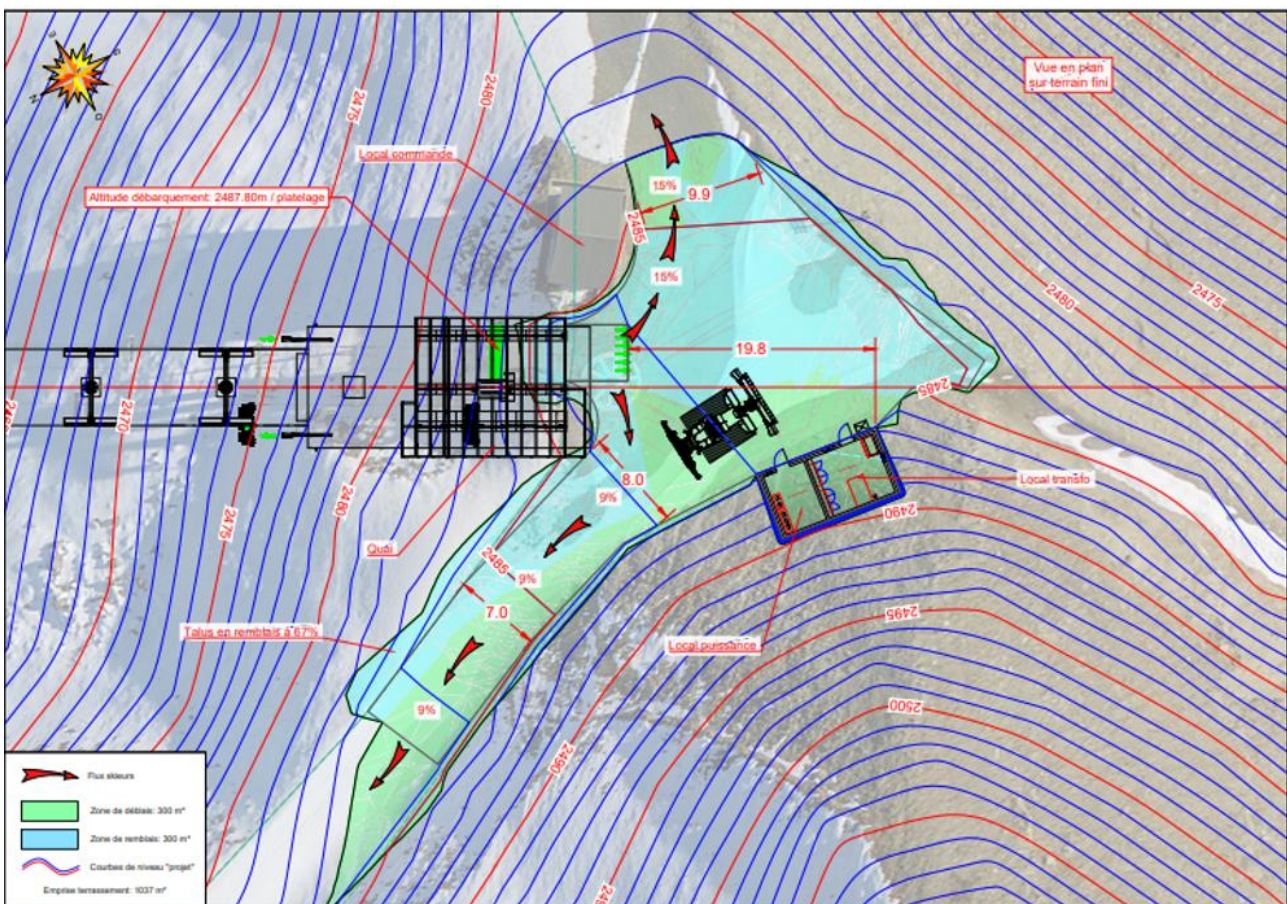 Vue en plan
sur terrain fini
2480
2475
Local commande
Altitude débarquement: 2487.80m / platelage
15%
9.9
2485
15%
2480
2475
19.8
2485
2470
8.0
9%
Local transfo
2490
2480
2475
Quai
2485
9%
7.0
2495
Talus en remblais à 67%
Local puissance
9%
2500
2490
Flux skieurs
Zone de déblais: 300 m³
Zone de remblais: 300 m³
Courbes de niveau "projet"
Emprise terrassement: 1037 m²